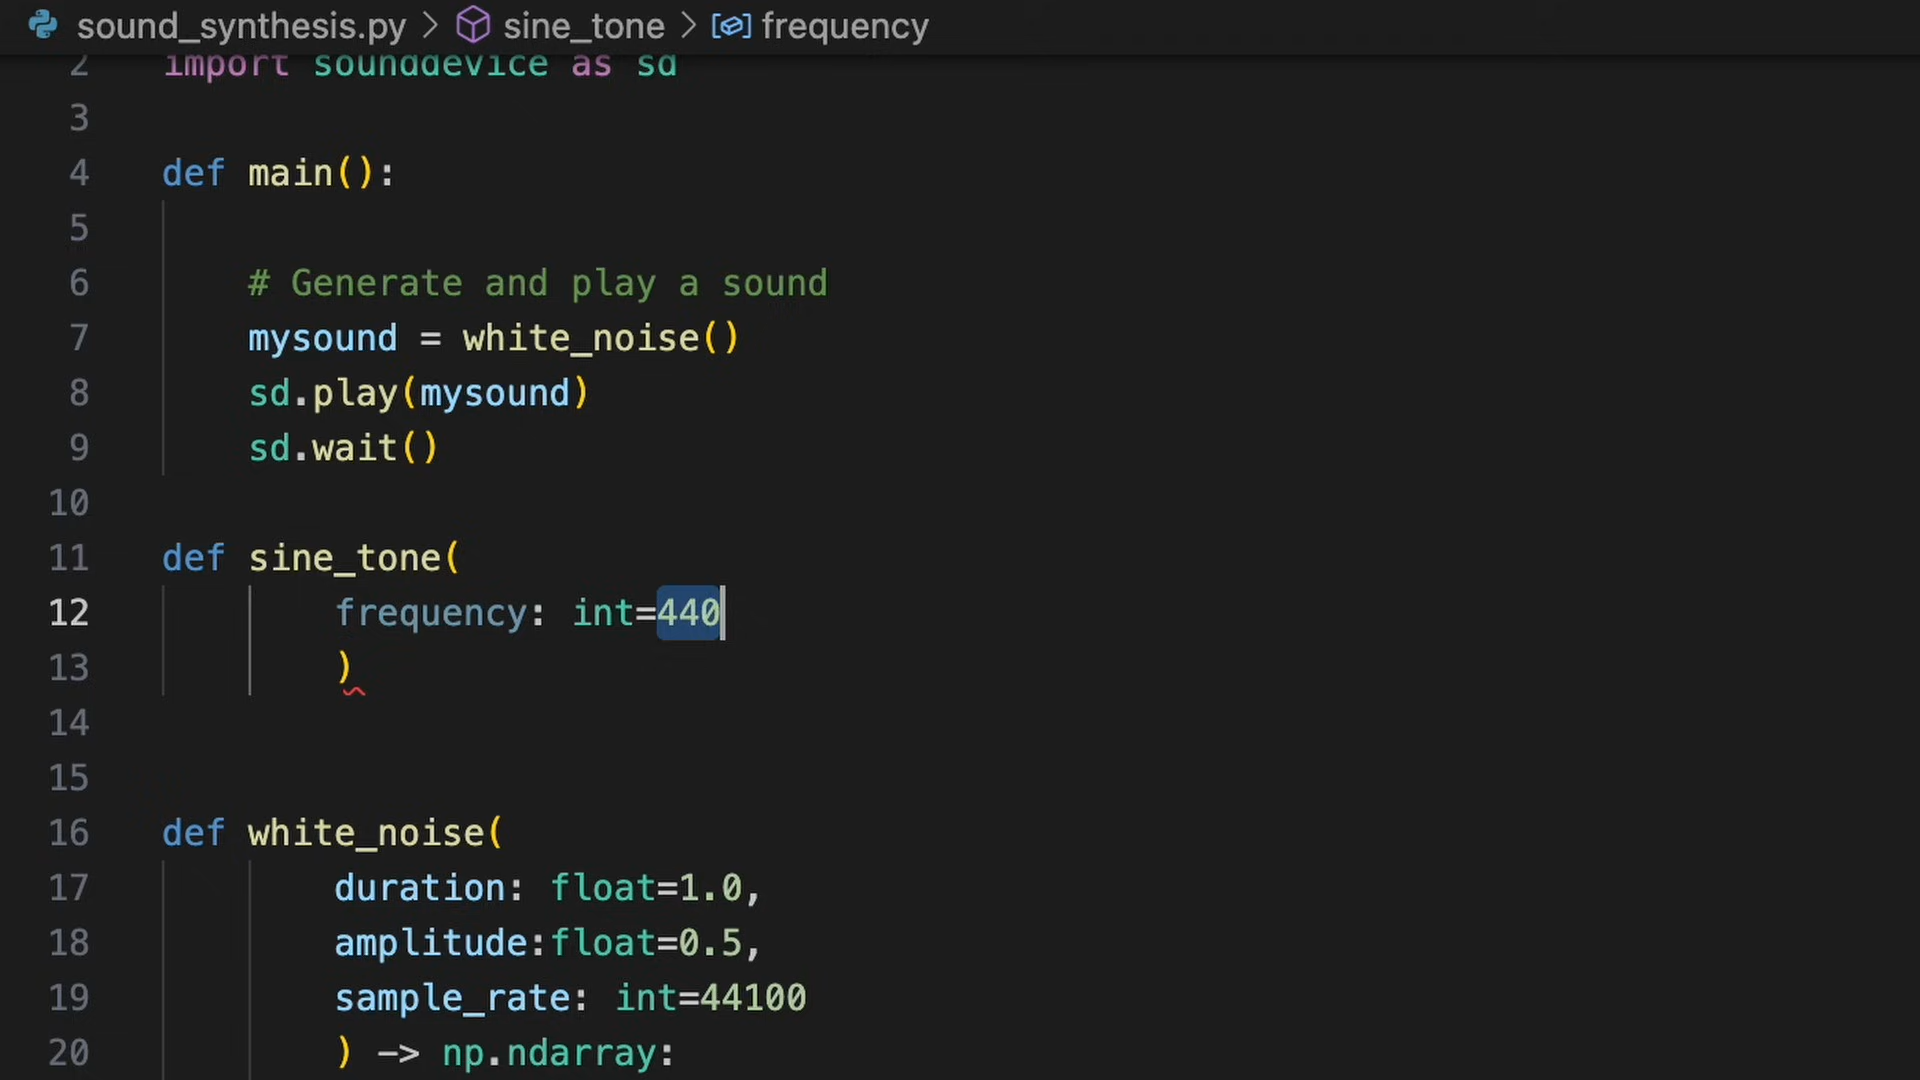 sound_synthesis.py > sine_tone > frequency
2 import sounddevice as sd
3
4 def main():
5
6 # Generate and play a sound
7 mysound = white_noise()
8 sd.play(mysound)
9 sd.wait()
10
11 def sine_tone(
12 frequency: int=440
13 )
14
15
16 def white_noise(
17 duration: float=1.0,
18 amplitude:float=0.5,
19 sample_rate: int=44100
20 ) -> np.ndarray: